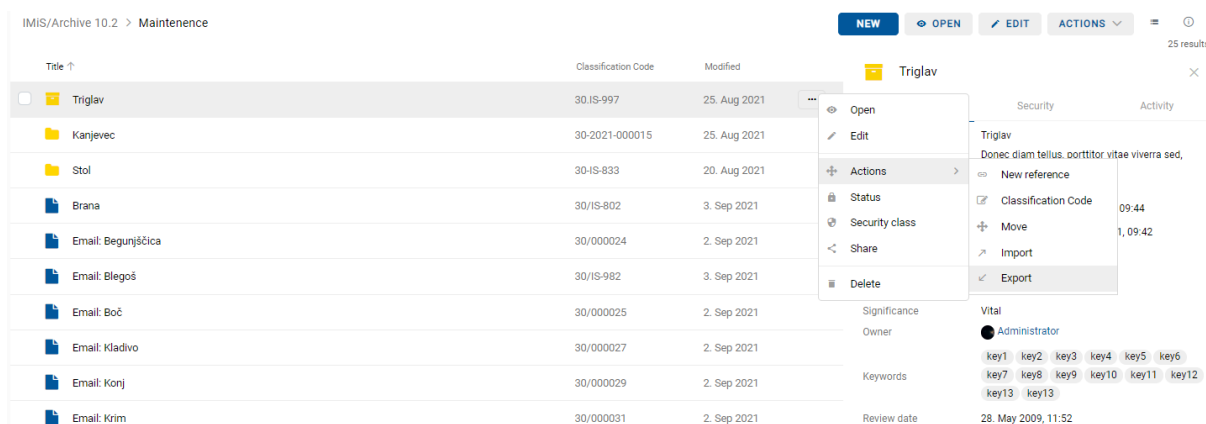 IMiS/Archive 10.2 > Maintenence
NEW OPEN EDIT ACTIONS
25 results
Title ↑ Classification Code Modified
Triglav 30.IS-997 25. Aug 2021 ...
Kanjevec 30-2021-000015 25. Aug 2021
Stol 30-IS-833 20. Aug 2021
Brana 30/IS-802 3. Sep 2021
Email: Begunjščica 30/000024 2. Sep 2021
Email: Blegoš 30/IS-982 3. Sep 2021
Email: Boč 30/000025 2. Sep 2021
Email: Kladivo 30/000027 2. Sep 2021
Email: Konj 30/000029 2. Sep 2021
Email: Krim 30/000031 2. Sep 2021
Open
Edit
Actions >
Status
Security class
Share
Delete
New reference
Classification Code
Move
Import
Export
Triglav
Security Activity
Triglav
Donec diam tellus, porttitor vitae viverra sed,
09:44
1, 09:42
Significance Vital
Owner Administrator
Keywords
key1 key2 key3 key4 key5 key6
key7 key8 key9 key10 key11 key12
key13 key13
Review date 28. May 2009, 11:52